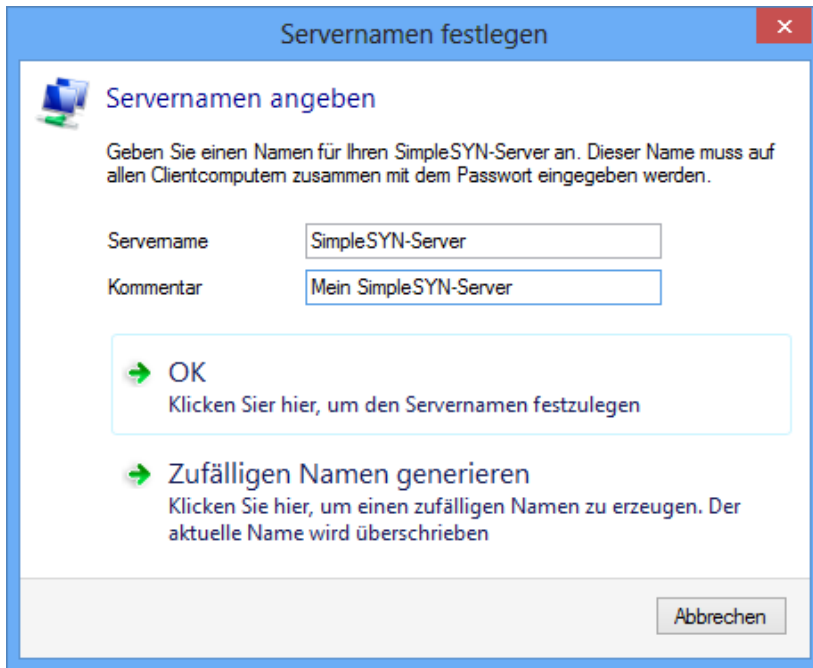 Servernamen festlegen
Servernamen angeben
Geben Sie einen Namen für Ihren SimpleSYN-Server an. Dieser Name muss auf
allen Clientcomputern zusammen mit dem Passwort eingegeben werden.
Servername SimpleSYN-Server
Kommentar Mein SimpleSYN-Server
OK
Klicken Sier hier, um den Servernamen festzulegen
Zufälligen Namen generieren
Klicken Sie hier, um einen zufälligen Namen zu erzeugen. Der
aktuelle Name wird überschrieben
Abbrechen